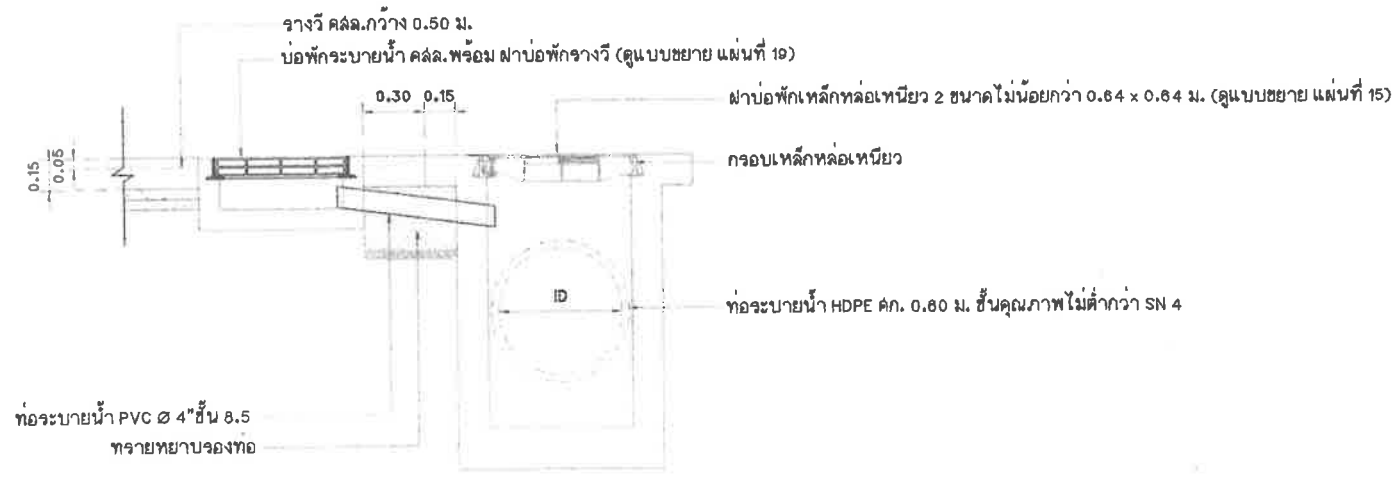 รางวี คสล.กว้าง 0.50 ม.
บ่อพักระบายน้ำ คสล.พร้อม ฝาบ่อพักรางวี (ดูแบบขยาย แผ่นที่ 19)
0.30 0.15
ฝาบ่อพักเหล็กหล่อเหนียว 2 ขนาดไม่น้อยกว่า 0.64 x 0.64 ม. (ดูแบบขยาย แผ่นที่ 15)
กรอบเหล็กหล่อเหนียว
0.15
0.05
ID
ท่อระบายน้ำ HDPE ศก. 0.60 ม. ชั้นคุณภาพไม่ต่ำกว่า SN 4
ท่อระบายน้ำ PVC Ø 4"ชั้น 8.5
ทรายหยาบรองท่อ